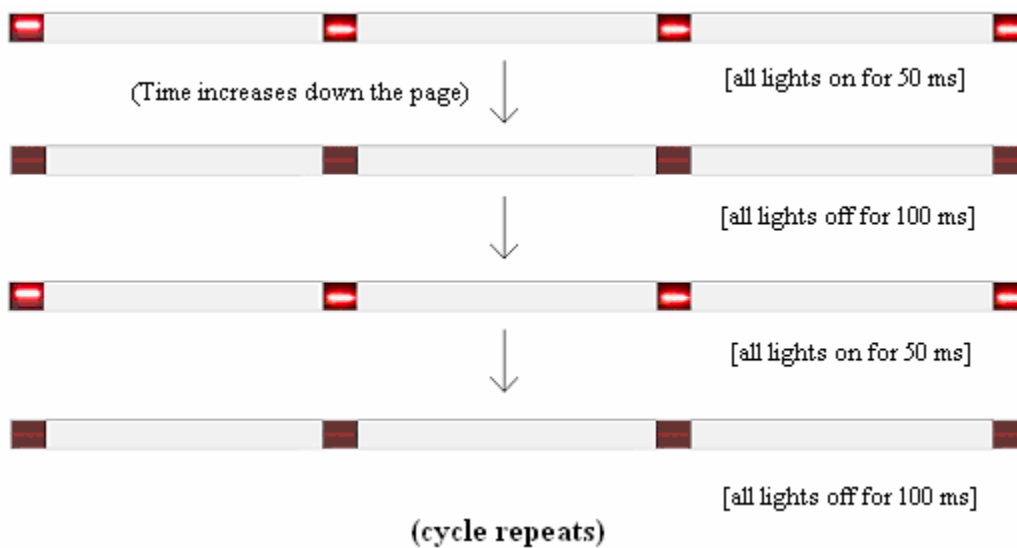 [all lights on for 50 ms]
(Time increases down the page)
[all lights off for 100 ms]
[all lights on for 50 ms]
[all lights off for 100 ms]
(cycle repeats)